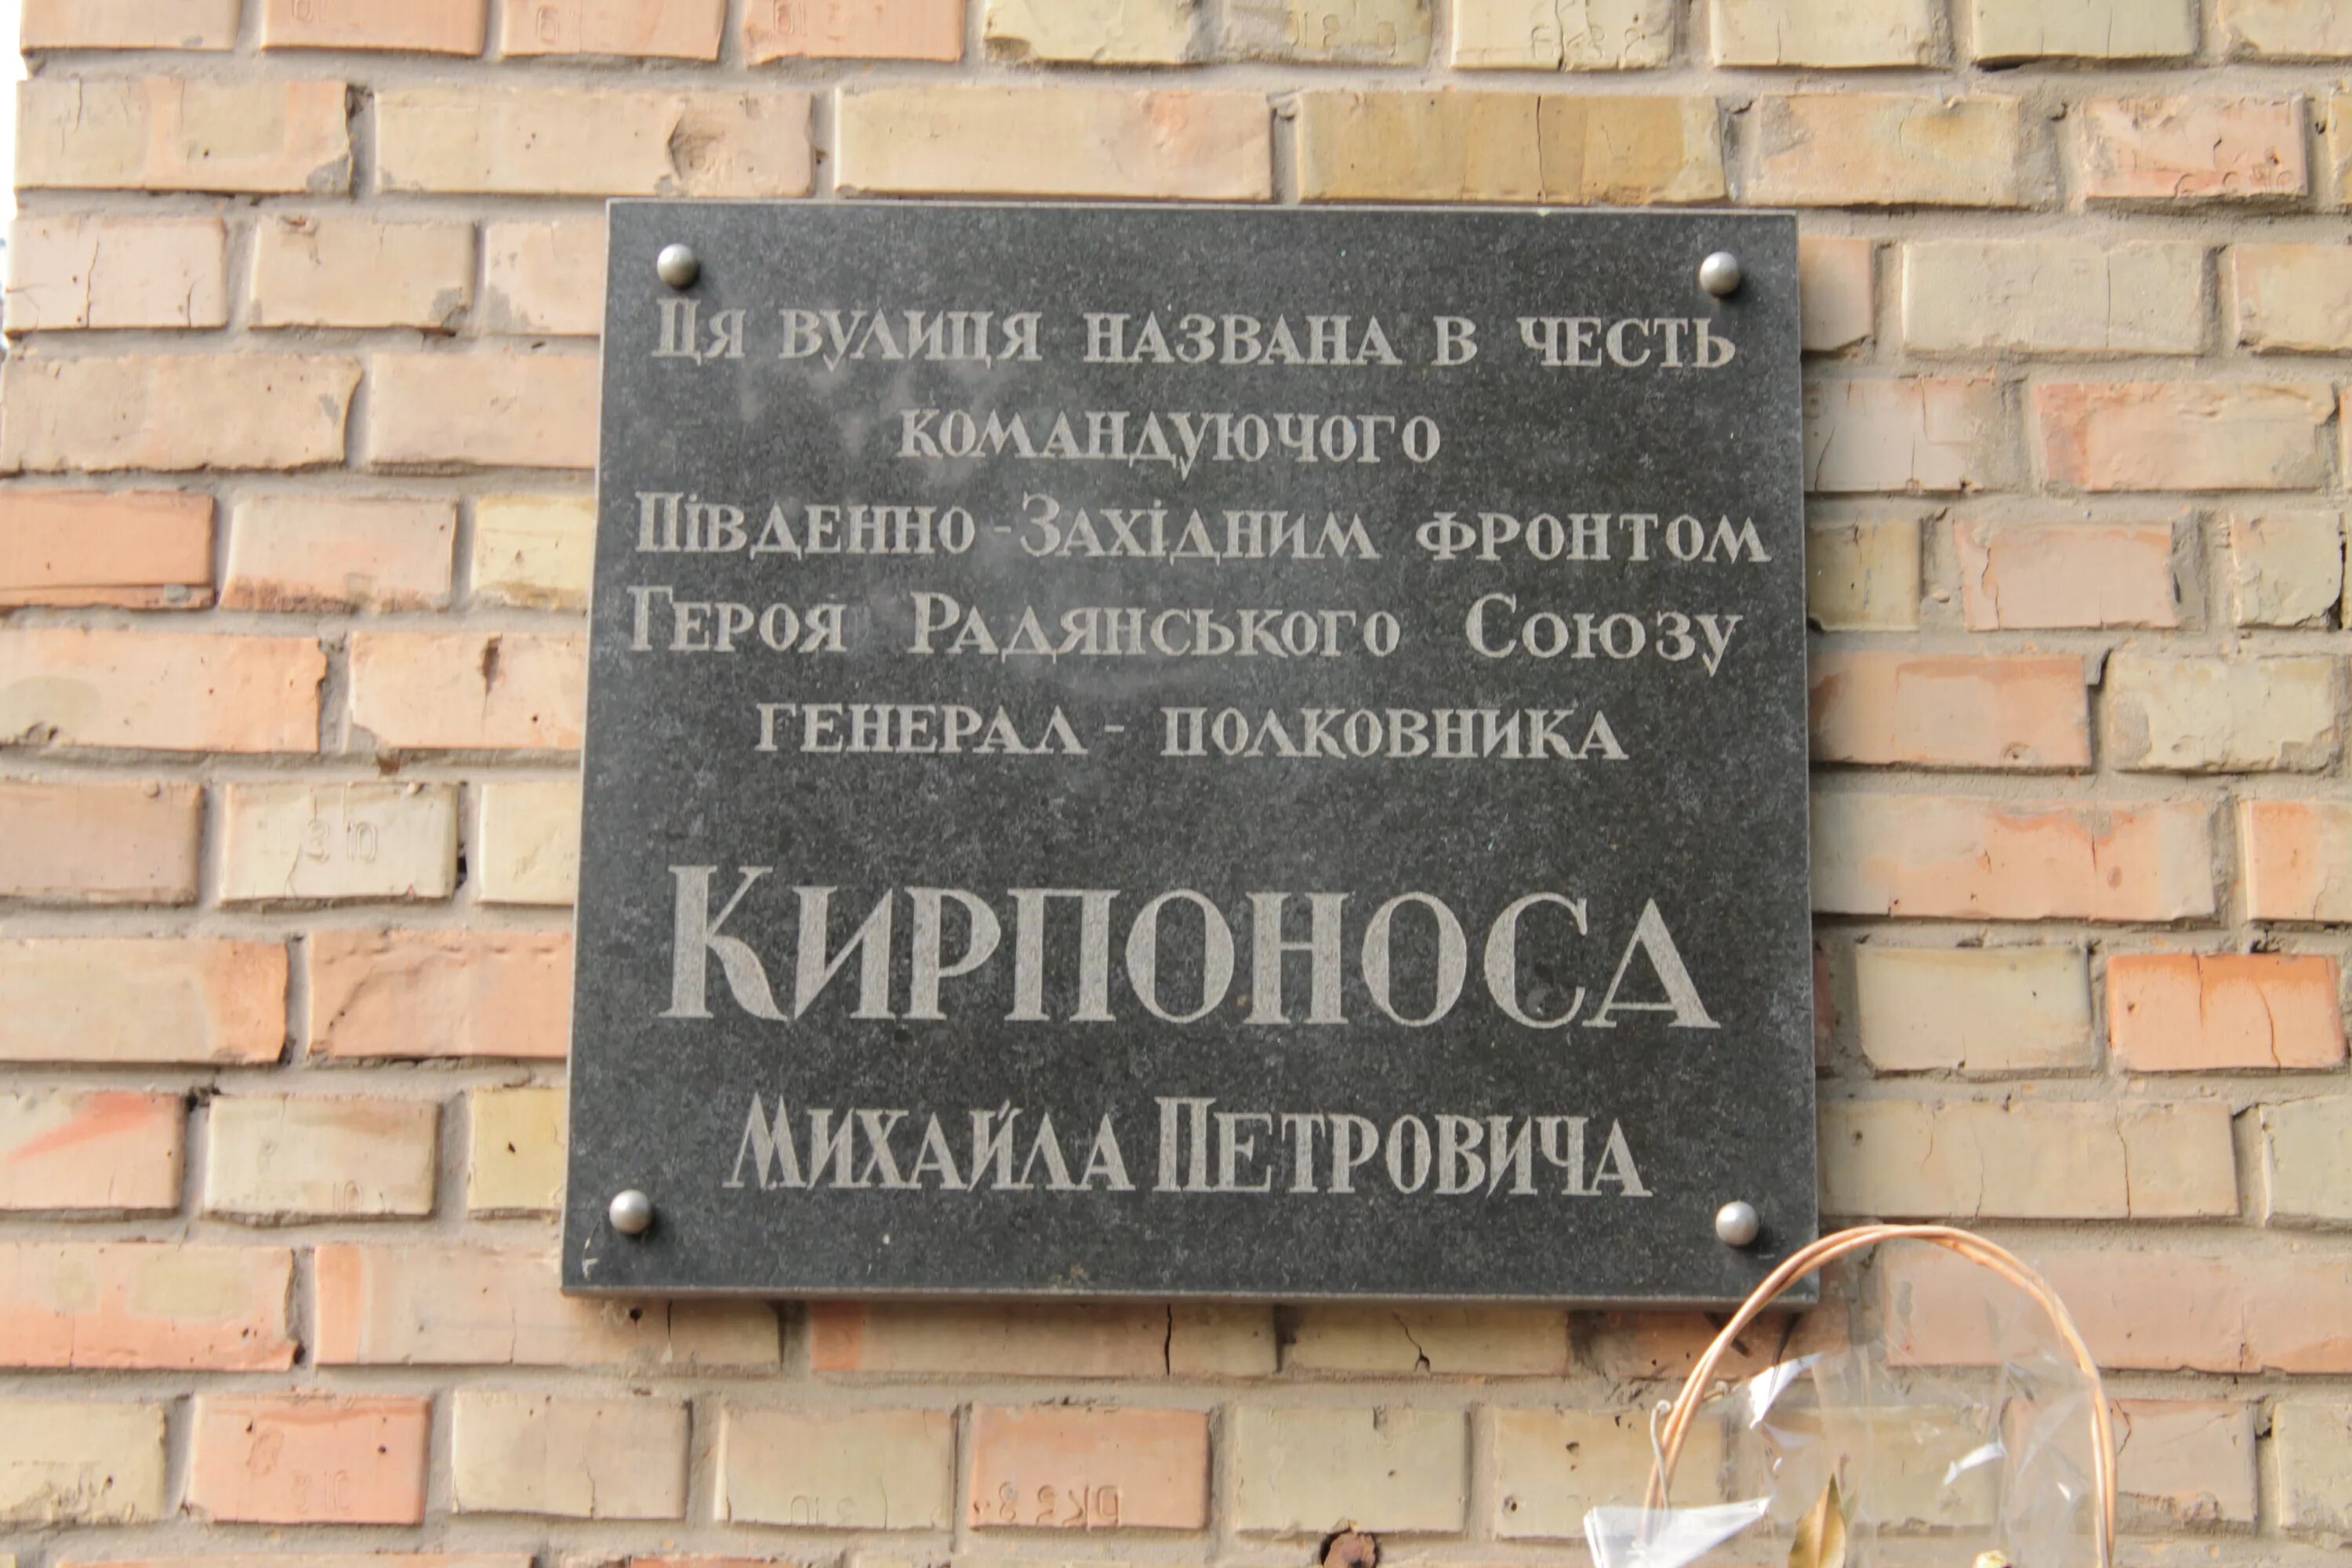 Ця вулиця названа в честь
командуючого
Південно-Західним фронтом
Героя Радянського Союзу
генерал-полковника
Кирпоноса
Михайла Петровича